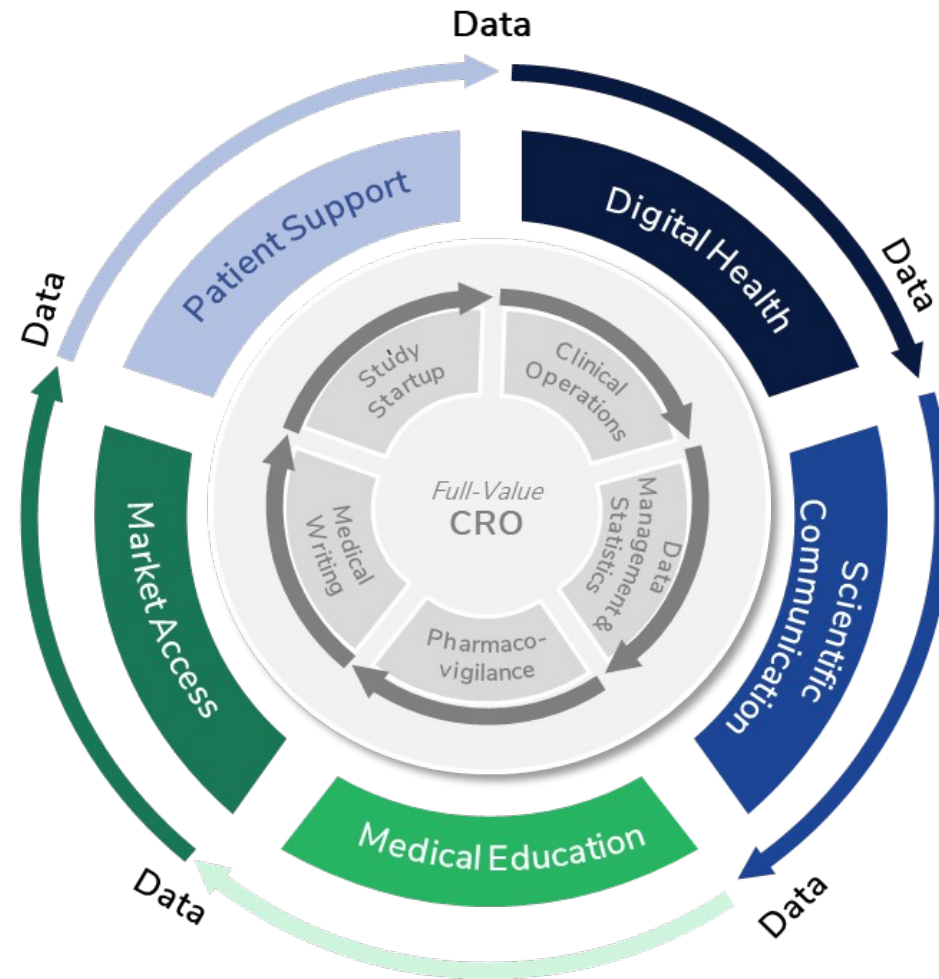 Data
Patient Support
Digital Health
Data
Data
Study
Startup
Clinical
Operations
Full-Value
CRO
Medical
Writing
Data
Management &
Statistics
Pharmaco-
vigilance
Market Access
Scientific
Communication
Medical Education
Data
Data